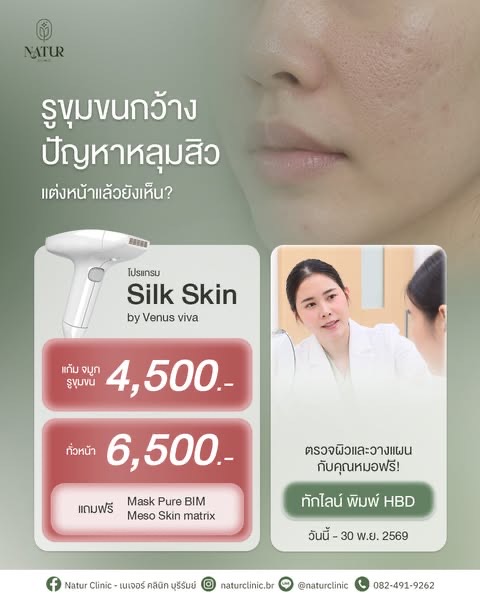 NATUR
CLINIC
รูขุมขนกว้าง
ปัญหาหลุมสิว
แต่งหน้าแล้วยังเห็น?
โปรแกรม
Silk Skin
by Venus viva
แก้ม จมูก
รูขุมขน
4,500.-
ทั่วหน้า
6,500.-
แถมฟรี
Mask Pure BIM
Meso Skin matrix
ตรวจผิวและวางแผน
กับคุณหมอฟรี!
ทักไลน์ พิมพ์ HBD
วันนี้ - 30 พ.ย. 2569
Natur Clinic - เนเจอร์ คลินิก บุรีรัมย์ naturclinic.br @naturclinic 082-491-9262